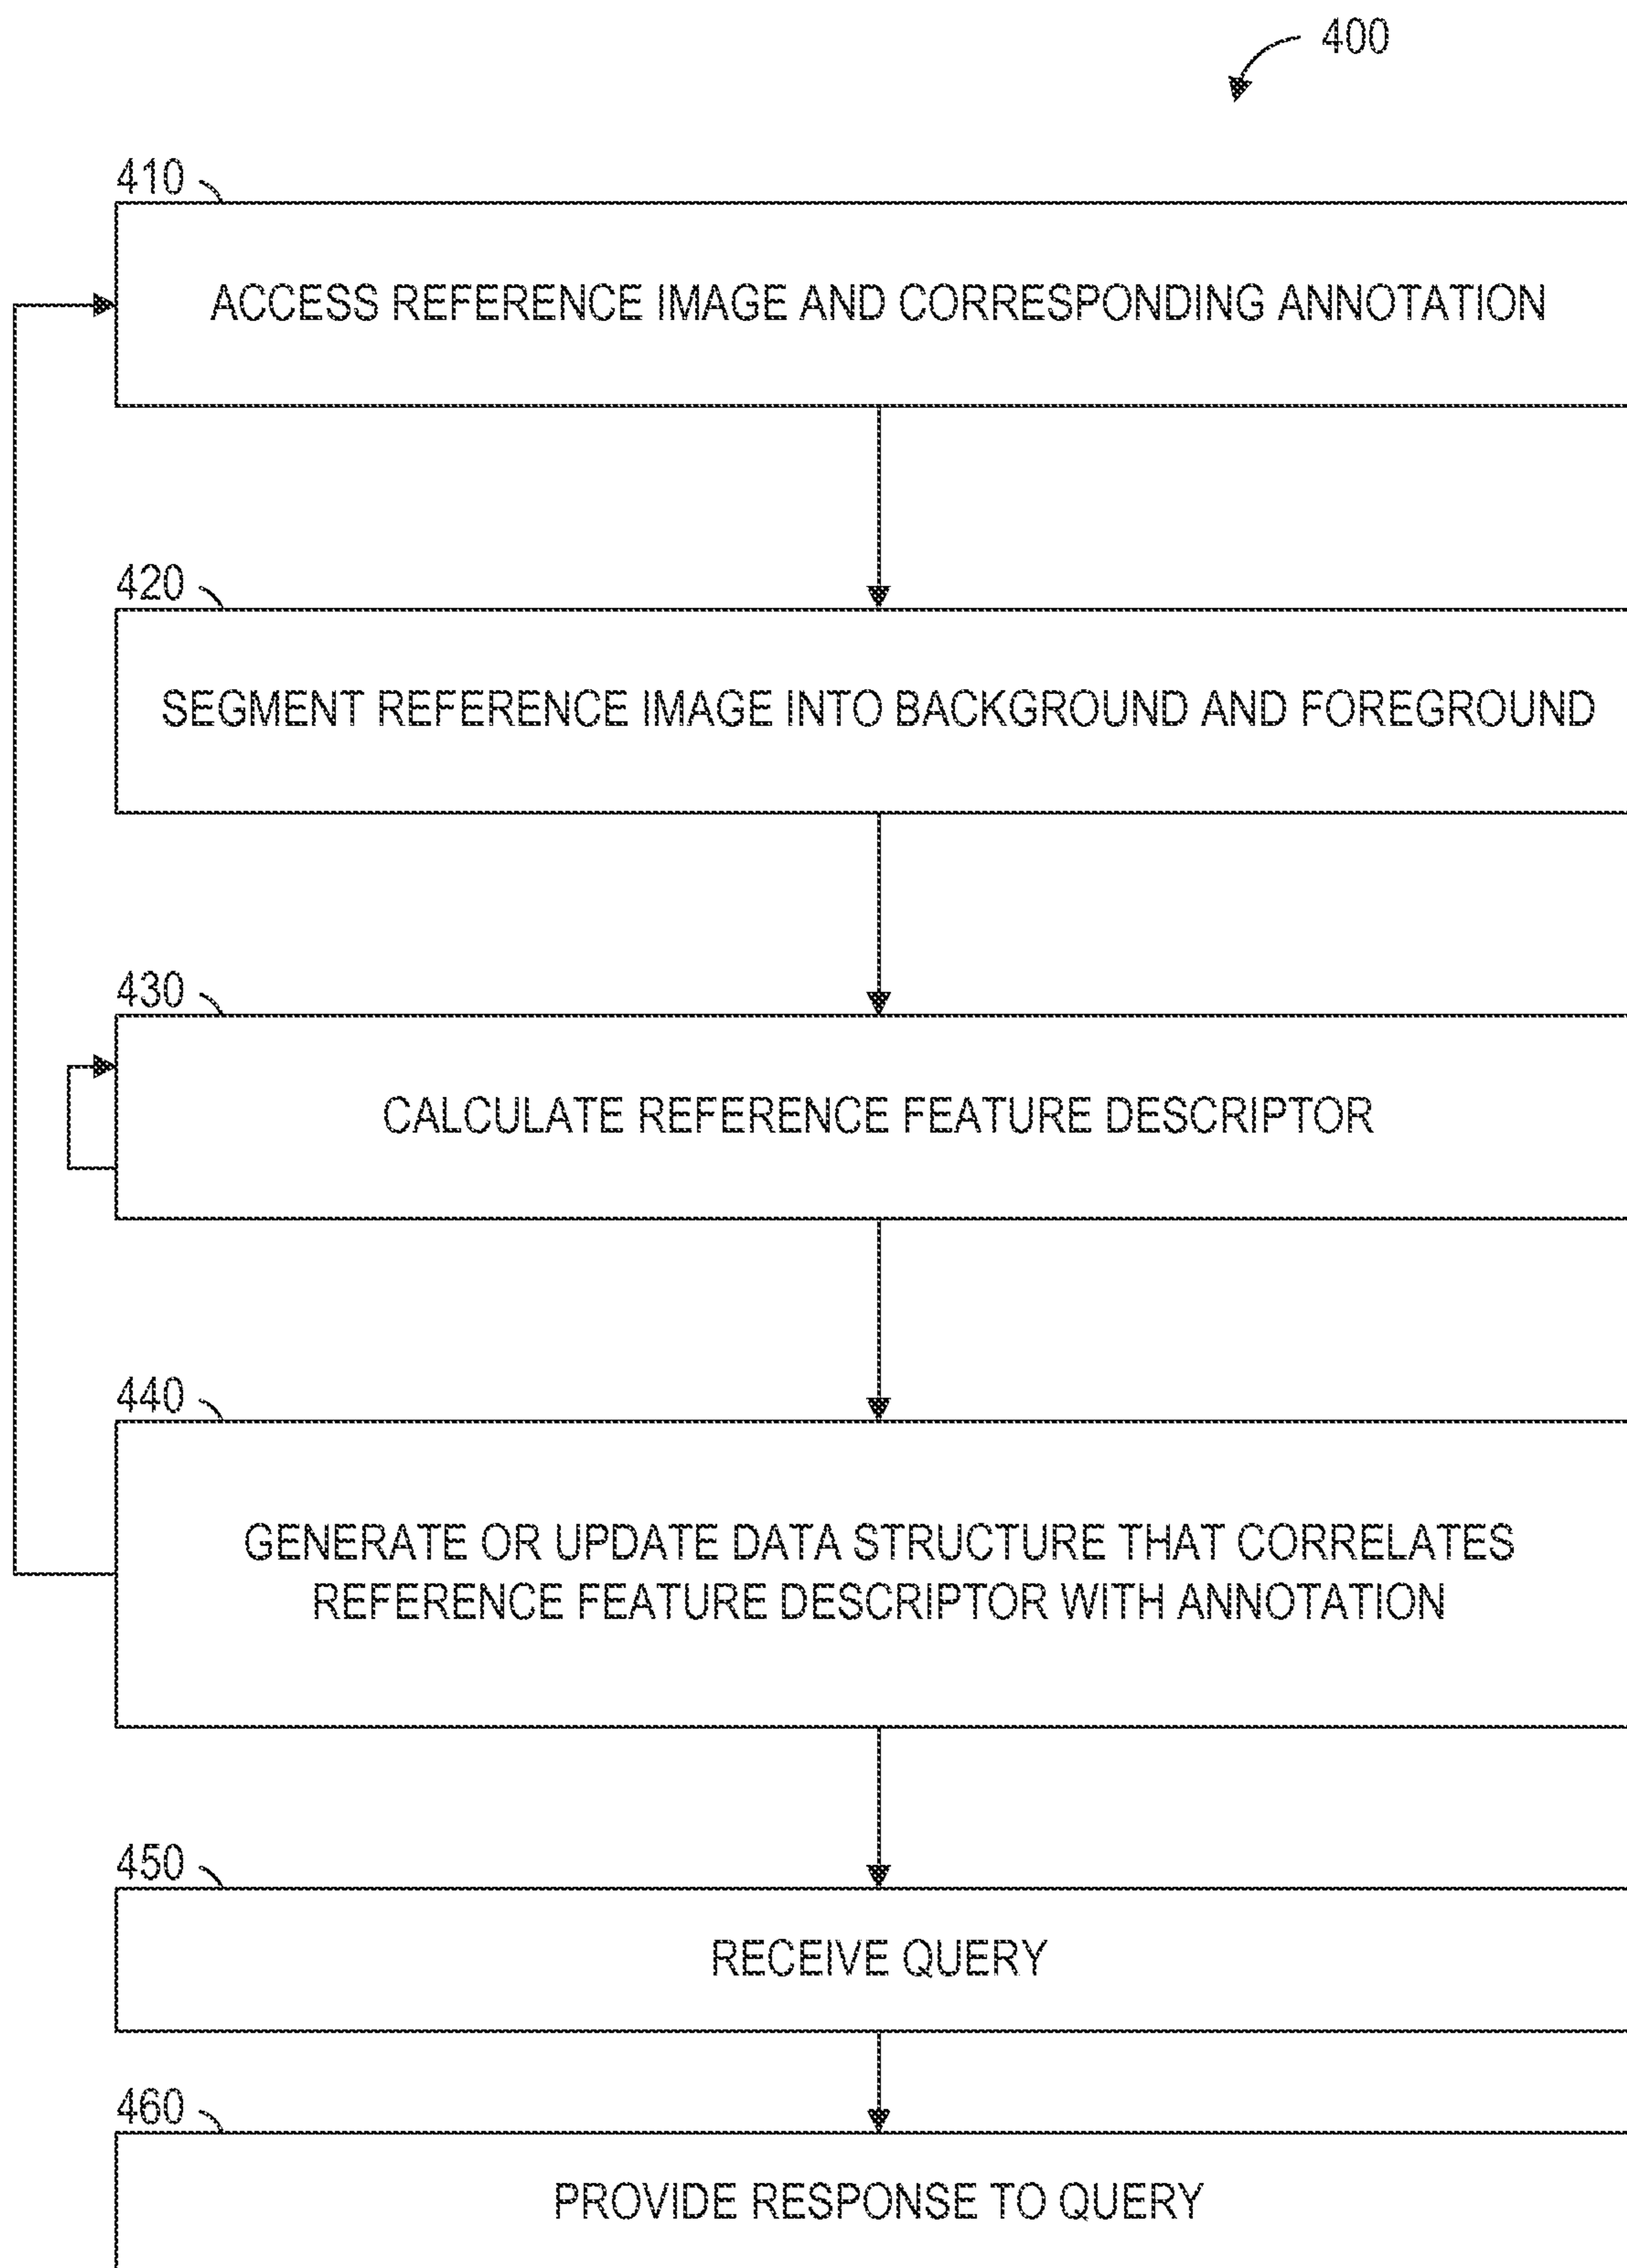 400
410
ACCESS REFERENCE IMAGE AND CORRESPONDING ANNOTATION
420
SEGMENT REFERENCE IMAGE INTO BACKGROUND AND FOREGROUND
430
CALCULATE REFERENCE FEATURE DESCRIPTOR
440
GENERATE OR UPDATE DATA STRUCTURE THAT CORRELATES
REFERENCE FEATURE DESCRIPTOR WITH ANNOTATION
450
RECEIVE QUERY
460
PROVIDE RESPONSE TO QUERY